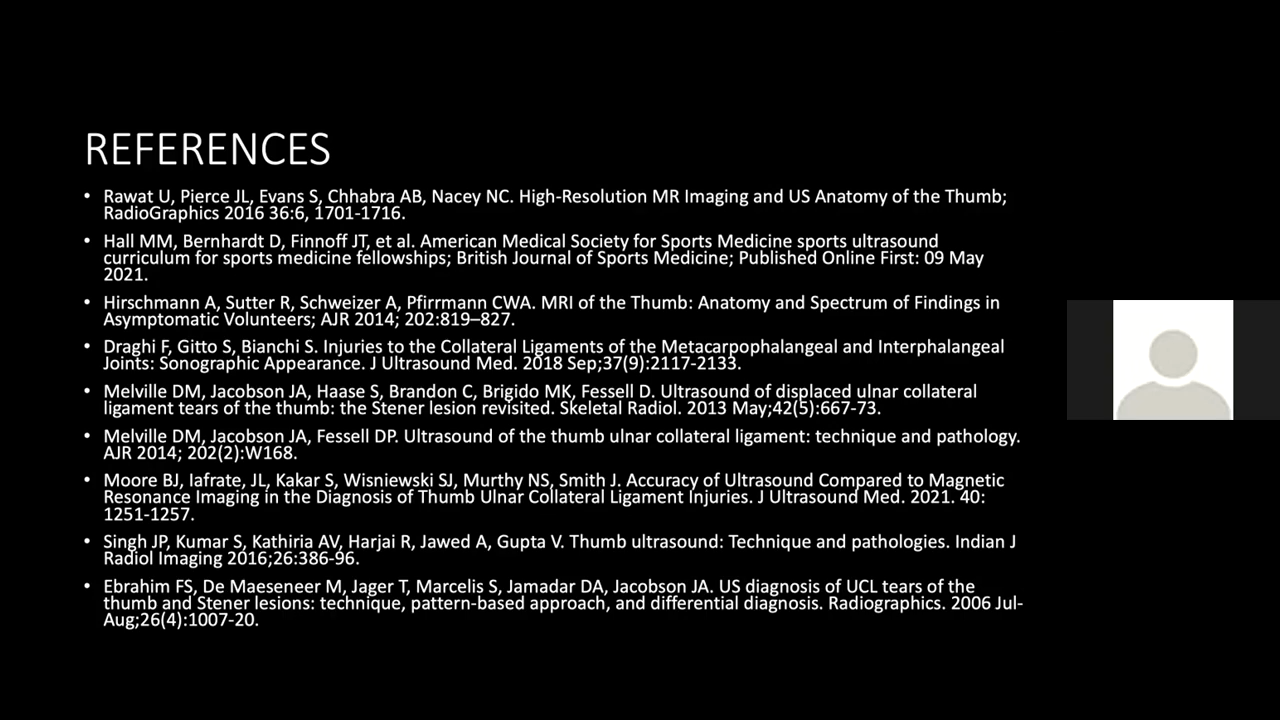 REFERENCES
• Rawat U, Pierce JL, Evans S, Chhabra AB, Nacey NC. High-Resolution MR Imaging and US Anatomy of the Thumb;
RadioGraphics 2016 36:6, 1701-1716.
• Hall MM, Bernhardt D, Finnoff JT, et al. American Medical Society for Sports Medicine sports ultrasound
curriculum for sports medicine fellowships; British Journal of Sports Medicine; Published Online First: 09 May
2021.
• Hirschmann A, Sutter R, Schweizer A, Pfirrmann CWA. MRI of the Thumb: Anatomy and Spectrum of Findings in
Asymptomatic Volunteers; AJR 2014; 202:819–827.
• Draghi F, Gitto S, Bianchi S. Injuries to the Collateral Ligaments of the Metacarpophalangeal and Interphalangeal
Joints: Sonographic Appearance. J Ultrasound Med. 2018 Sep;37(9):2117-2133.
• Melville DM, Jacobson JA, Haase S, Brandon C, Brigido MK, Fessell D. Ultrasound of displaced ulnar collateral
ligament tears of the thumb: the Stener lesion revisited. Skeletal Radiol. 2013 May;42(5):667-73.
• Melville DM, Jacobson JA, Fessell DP. Ultrasound of the thumb ulnar collateral ligament: technique and pathology.
AJR 2014; 202(2):W168.
• Moore BJ, Iafrate, JL, Kakar S, Wisniewski SJ, Murthy NS, Smith J. Accuracy of Ultrasound Compared to Magnetic
Resonance Imaging in the Diagnosis of Thumb Ulnar Collateral Ligament Injuries. J Ultrasound Med. 2021. 40:
1251-1257.
• Singh JP, Kumar S, Kathiria AV, Harjai R, Jawed A, Gupta V. Thumb ultrasound: Technique and pathologies. Indian J
Radiol Imaging 2016;26:386-96.
• Ebrahim FS, De Maeseneer M, Jager T, Marcelis S, Jamadar DA, Jacobson JA. US diagnosis of UCL tears of the
thumb and Stener lesions: technique, pattern-based approach, and differential diagnosis. Radiographics. 2006 Jul-
Aug;26(4):1007-20.